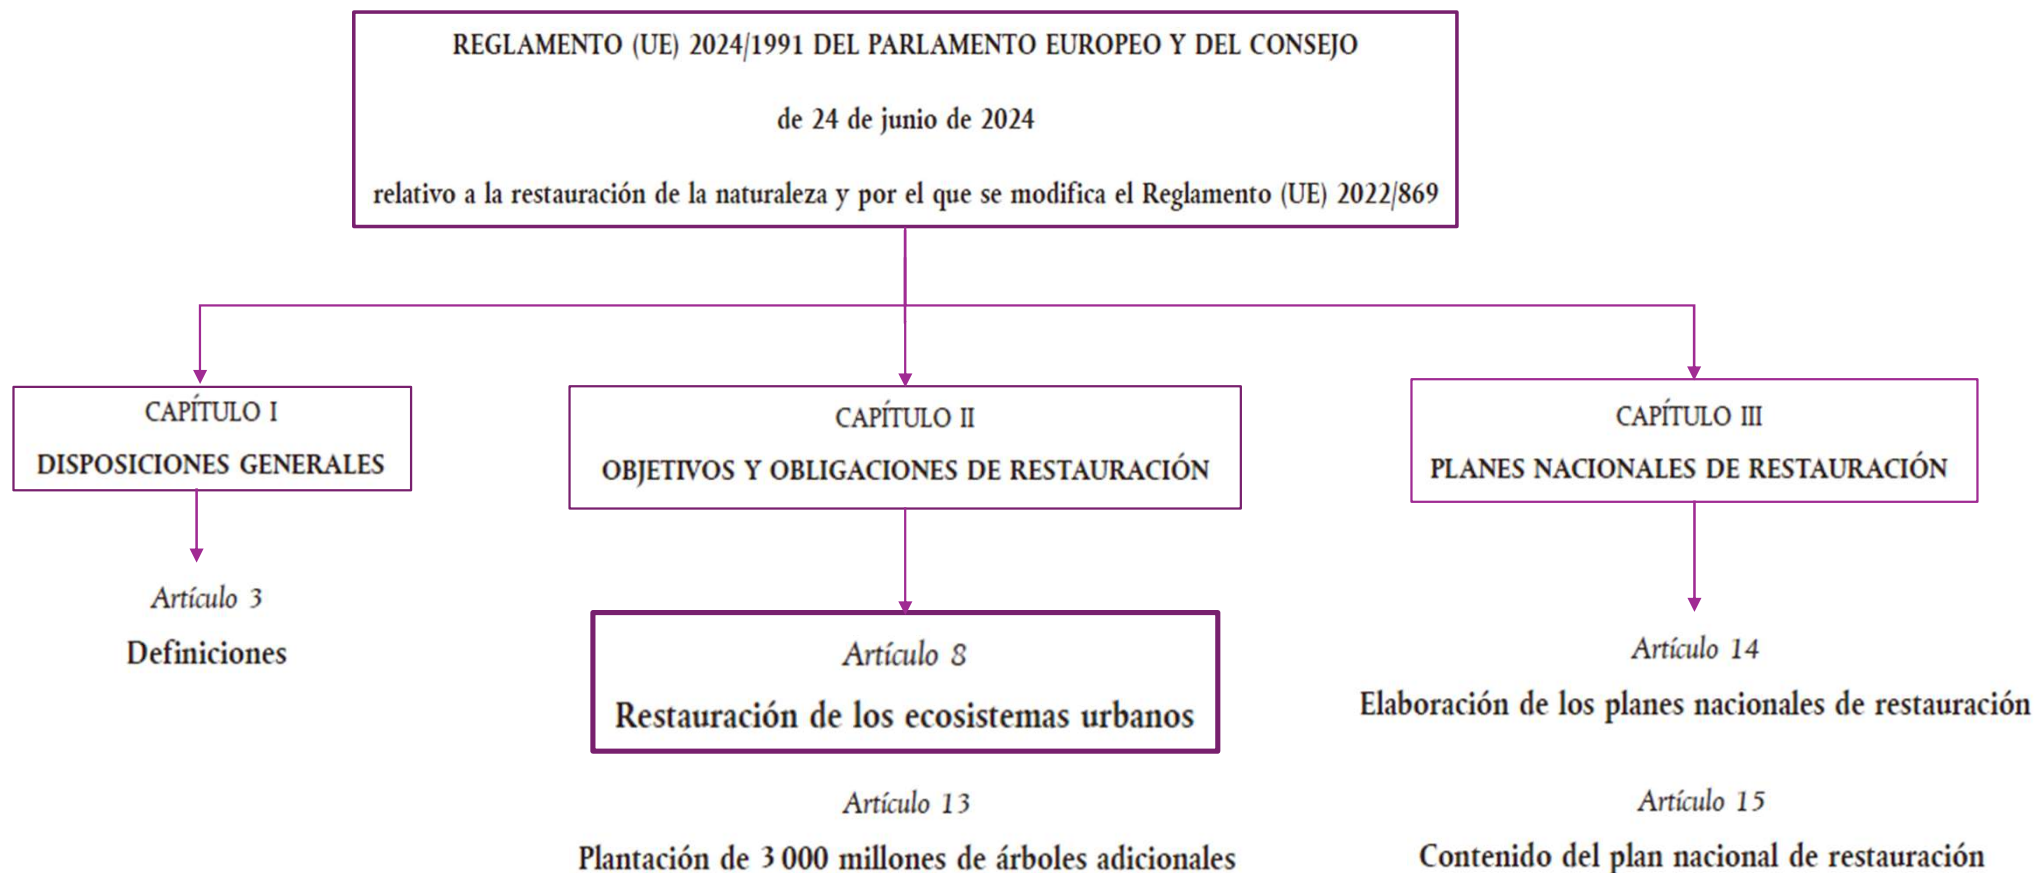 REGLAMENTO (UE) 2024/1991 DEL PARLAMENTO EUROPEO Y DEL CONSEJO
de 24 de junio de 2024
relativo a la restauración de la naturaleza y por el que se modifica el Reglamento (UE) 2022/869
CAPÍTULO I
DISPOSICIONES GENERALES
Artículo 3
Definiciones
CAPÍTULO II
OBJETIVOS Y OBLIGACIONES DE RESTAURACIÓN
Artículo 8
Restauración de los ecosistemas urbanos
Artículo 13
Plantación de 3 000 millones de árboles adicionales
CAPÍTULO III
PLANES NACIONALES DE RESTAURACIÓN
Artículo 14
Elaboración de los planes nacionales de restauración
Artículo 15
Contenido del plan nacional de restauración